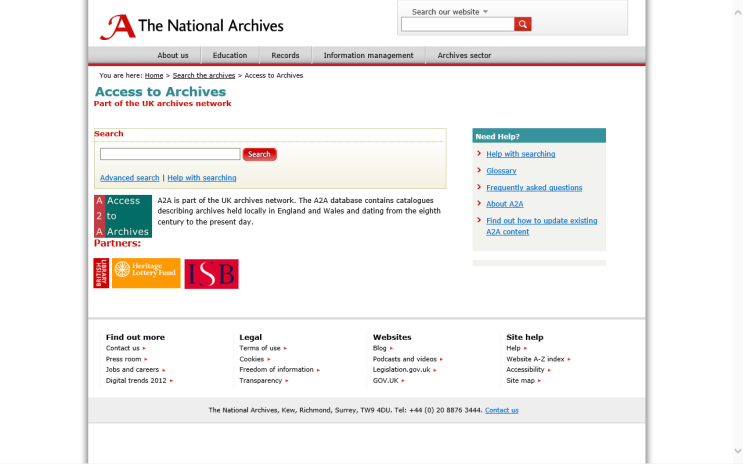 The National Archives
Search our website
About us Education Records Information management Archives sector
You are here: Home > Search the archives > Access to Archives
Access to Archives
Part of the UK archives network
Search
Search
Advanced search | Help with searching
A Access
2 to
A Archives
A2A is part of the UK archives network. The A2A database contains catalogues
describing archives held locally in England and Wales and dating from the eighth
century to the present day.
Partners:
BRITISH
LIBRARY
Heritage
Lottery Fund
ISB
Need Help?
Help with searching
Glossary
Frequently asked questions
About A2A
Find out how to update existing
A2A content
Find out more
Contact us
Press room
Jobs and careers
Digital trends 2012
Legal
Terms of use
Cookies
Freedom of information
Transparency
Websites
Blog
Podcasts and videos
Legislation.gov.uk
GOV.UK
Site help
Help
Website A-Z index
Accessibility
Site map
The National Archives, Kew, Richmond, Surrey, TW9 4DU. Tel: +44 (0) 20 8876 3444. Contact us